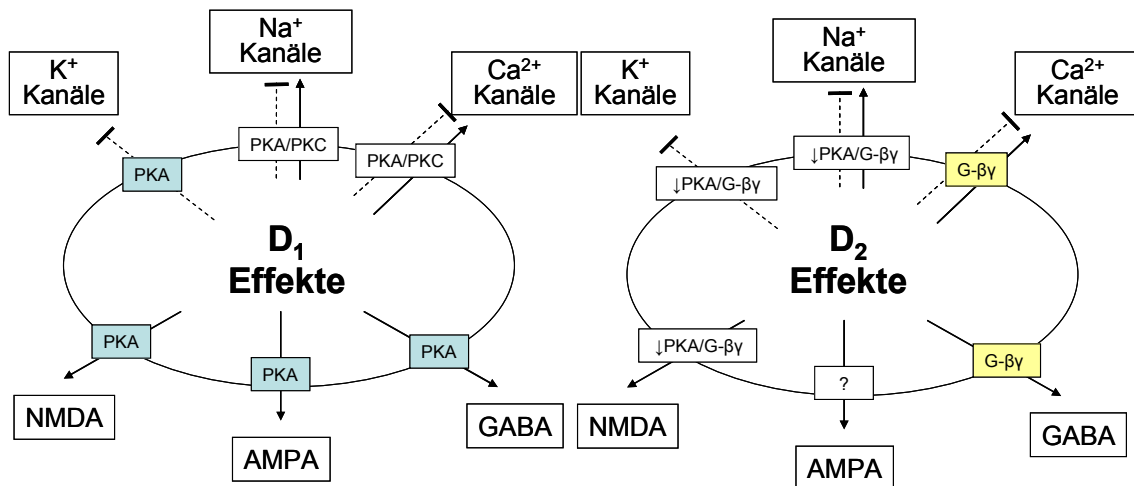 K⁺
Kanäle
Na⁺
Kanäle
Ca²⁺
Kanäle
PKA
PKA/PKC
PKA/PKC
D₁
Effekte
PKA
PKA
PKA
NMDA
AMPA
GABA
K⁺
Kanäle
Na⁺
Kanäle
Ca²⁺
Kanäle
↓PKA/G-βγ
↓PKA/G-βγ
G-βγ
D₂
Effekte
↓PKA/G-βγ
?
G-βγ
NMDA
AMPA
GABA